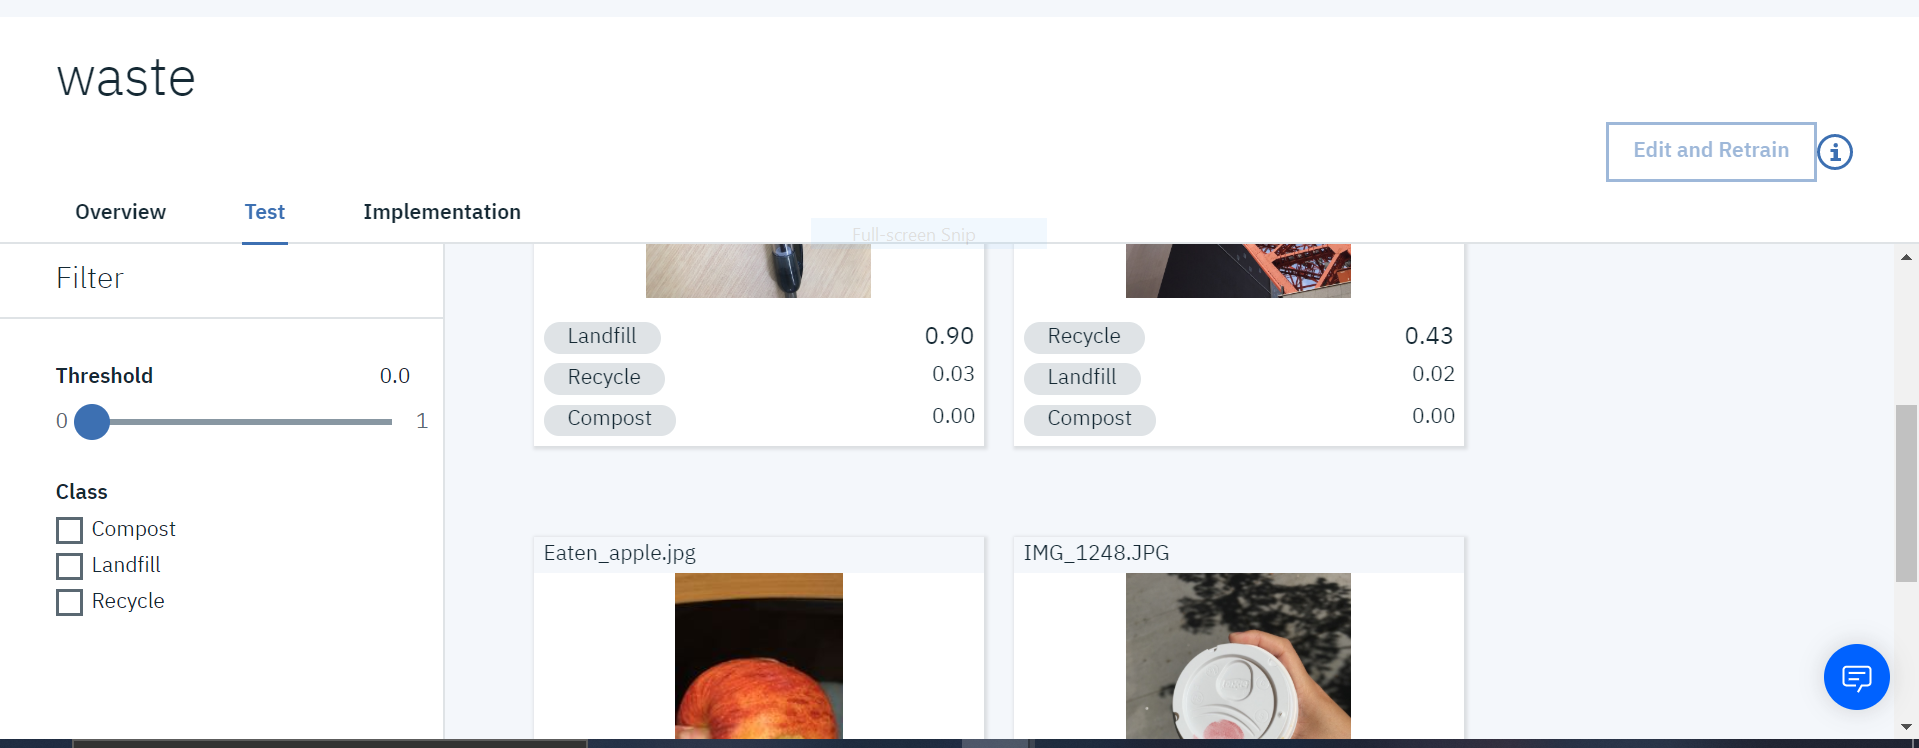 waste
Edit and Retrain
Overview Test Implementation
Full-screen Snip
Filter
Threshold 0.0
0 1
Class
Compost
Landfill
Recycle
Landfill 0.90
Recycle 0.03
Compost 0.00
Recycle 0.43
Landfill 0.02
Compost 0.00
Eaten_apple.jpg
IMG_1248.JPG